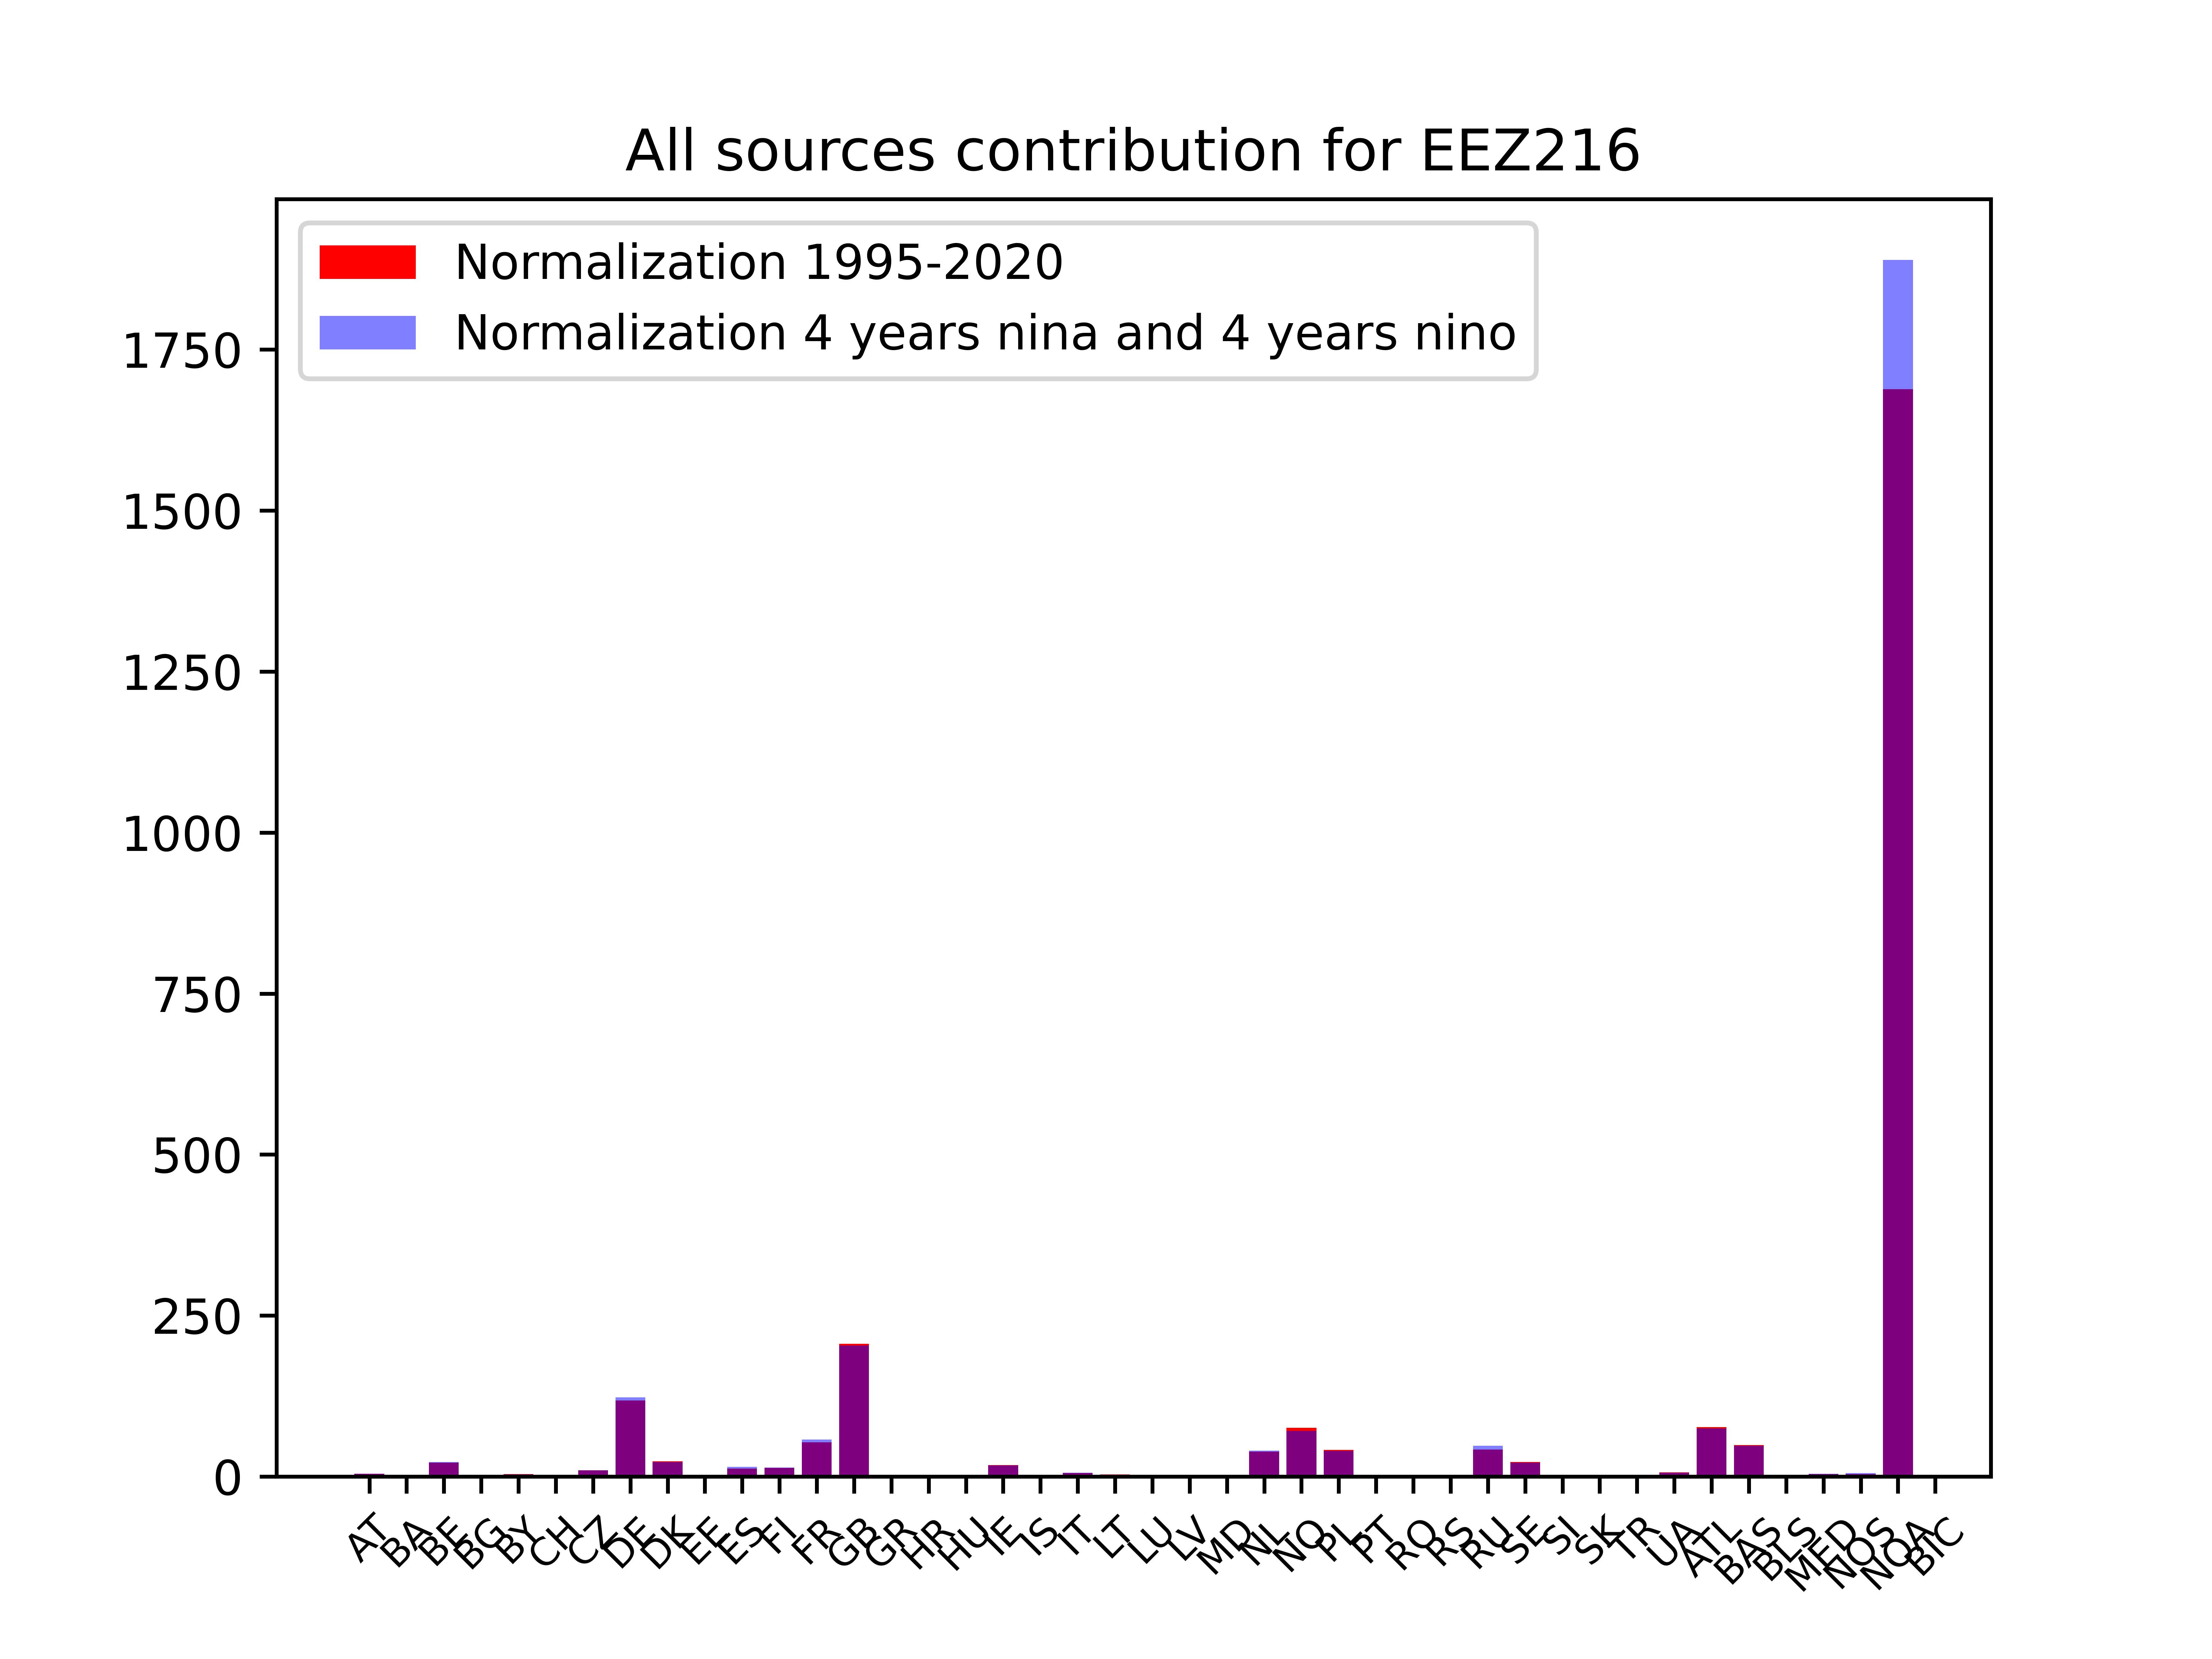 All sources contribution for EEZ216
Normalization 1995-2020
Normalization 4 years nina and 4 years nino
1750
1500
1250
1000
750
500
250
0
AT
BA
BE
BG
BY
CH
CZ
DE
DK
EE
ES
FI
FR
GB
GR
HR
HU
IE
IS
IT
LT
LU
LV
MD
NL
NO
PL
PT
RO
RS
RU
SE
SI
SK
TR
UA
ATL
BAS
BLS
MED
NOS
NOA
BIC